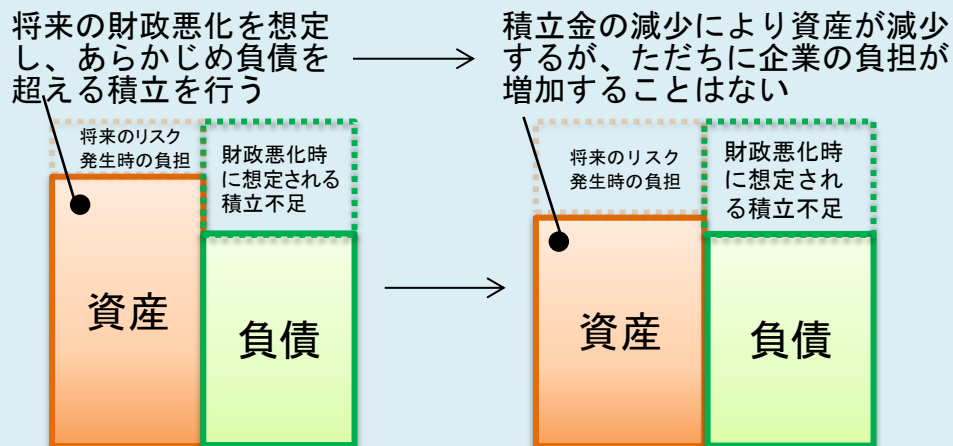 将来の財政悪化を想定
し、あらかじめ負債を
超える積立を行う
積立金の減少により資産が減少
するが、ただちに企業の負担が
増加することはない
将来のリスク
発生時の負担
財政悪化時
に想定される
積立不足
資産
負債
将来のリスク
発生時の負担
財政悪化時
に想定され
る積立不足
資産
負債